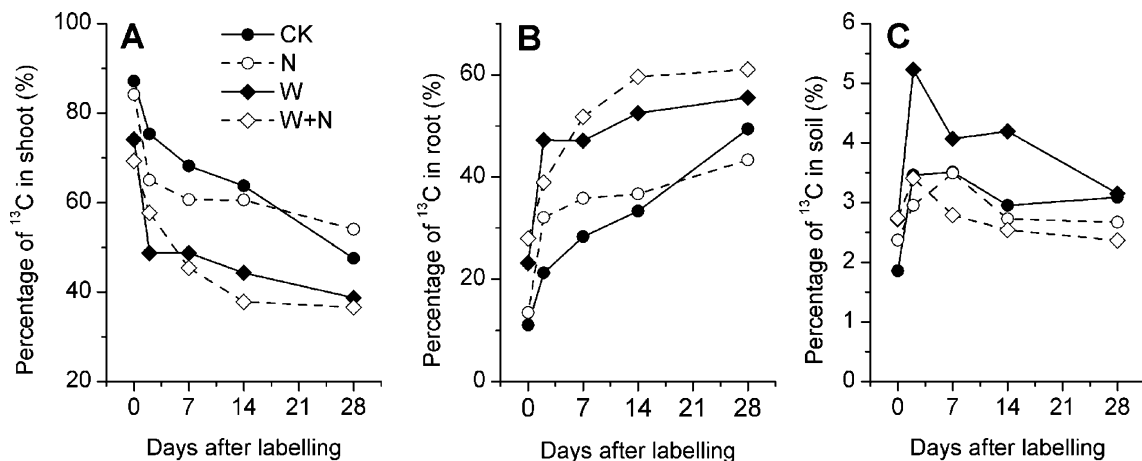 A
CK
N
W
W+N
Percentage of ¹³C in shoot (%)
100
80
60
40
20
0 7 14 21 28
Days after labelling
B
Percentage of ¹³C in root (%)
60
40
20
0
0 7 14 21 28
Days after labelling
C
Percentage of ¹³C in soil (%)
6
5
4
3
2
1
0
0 7 14 21 28
Days after labelling